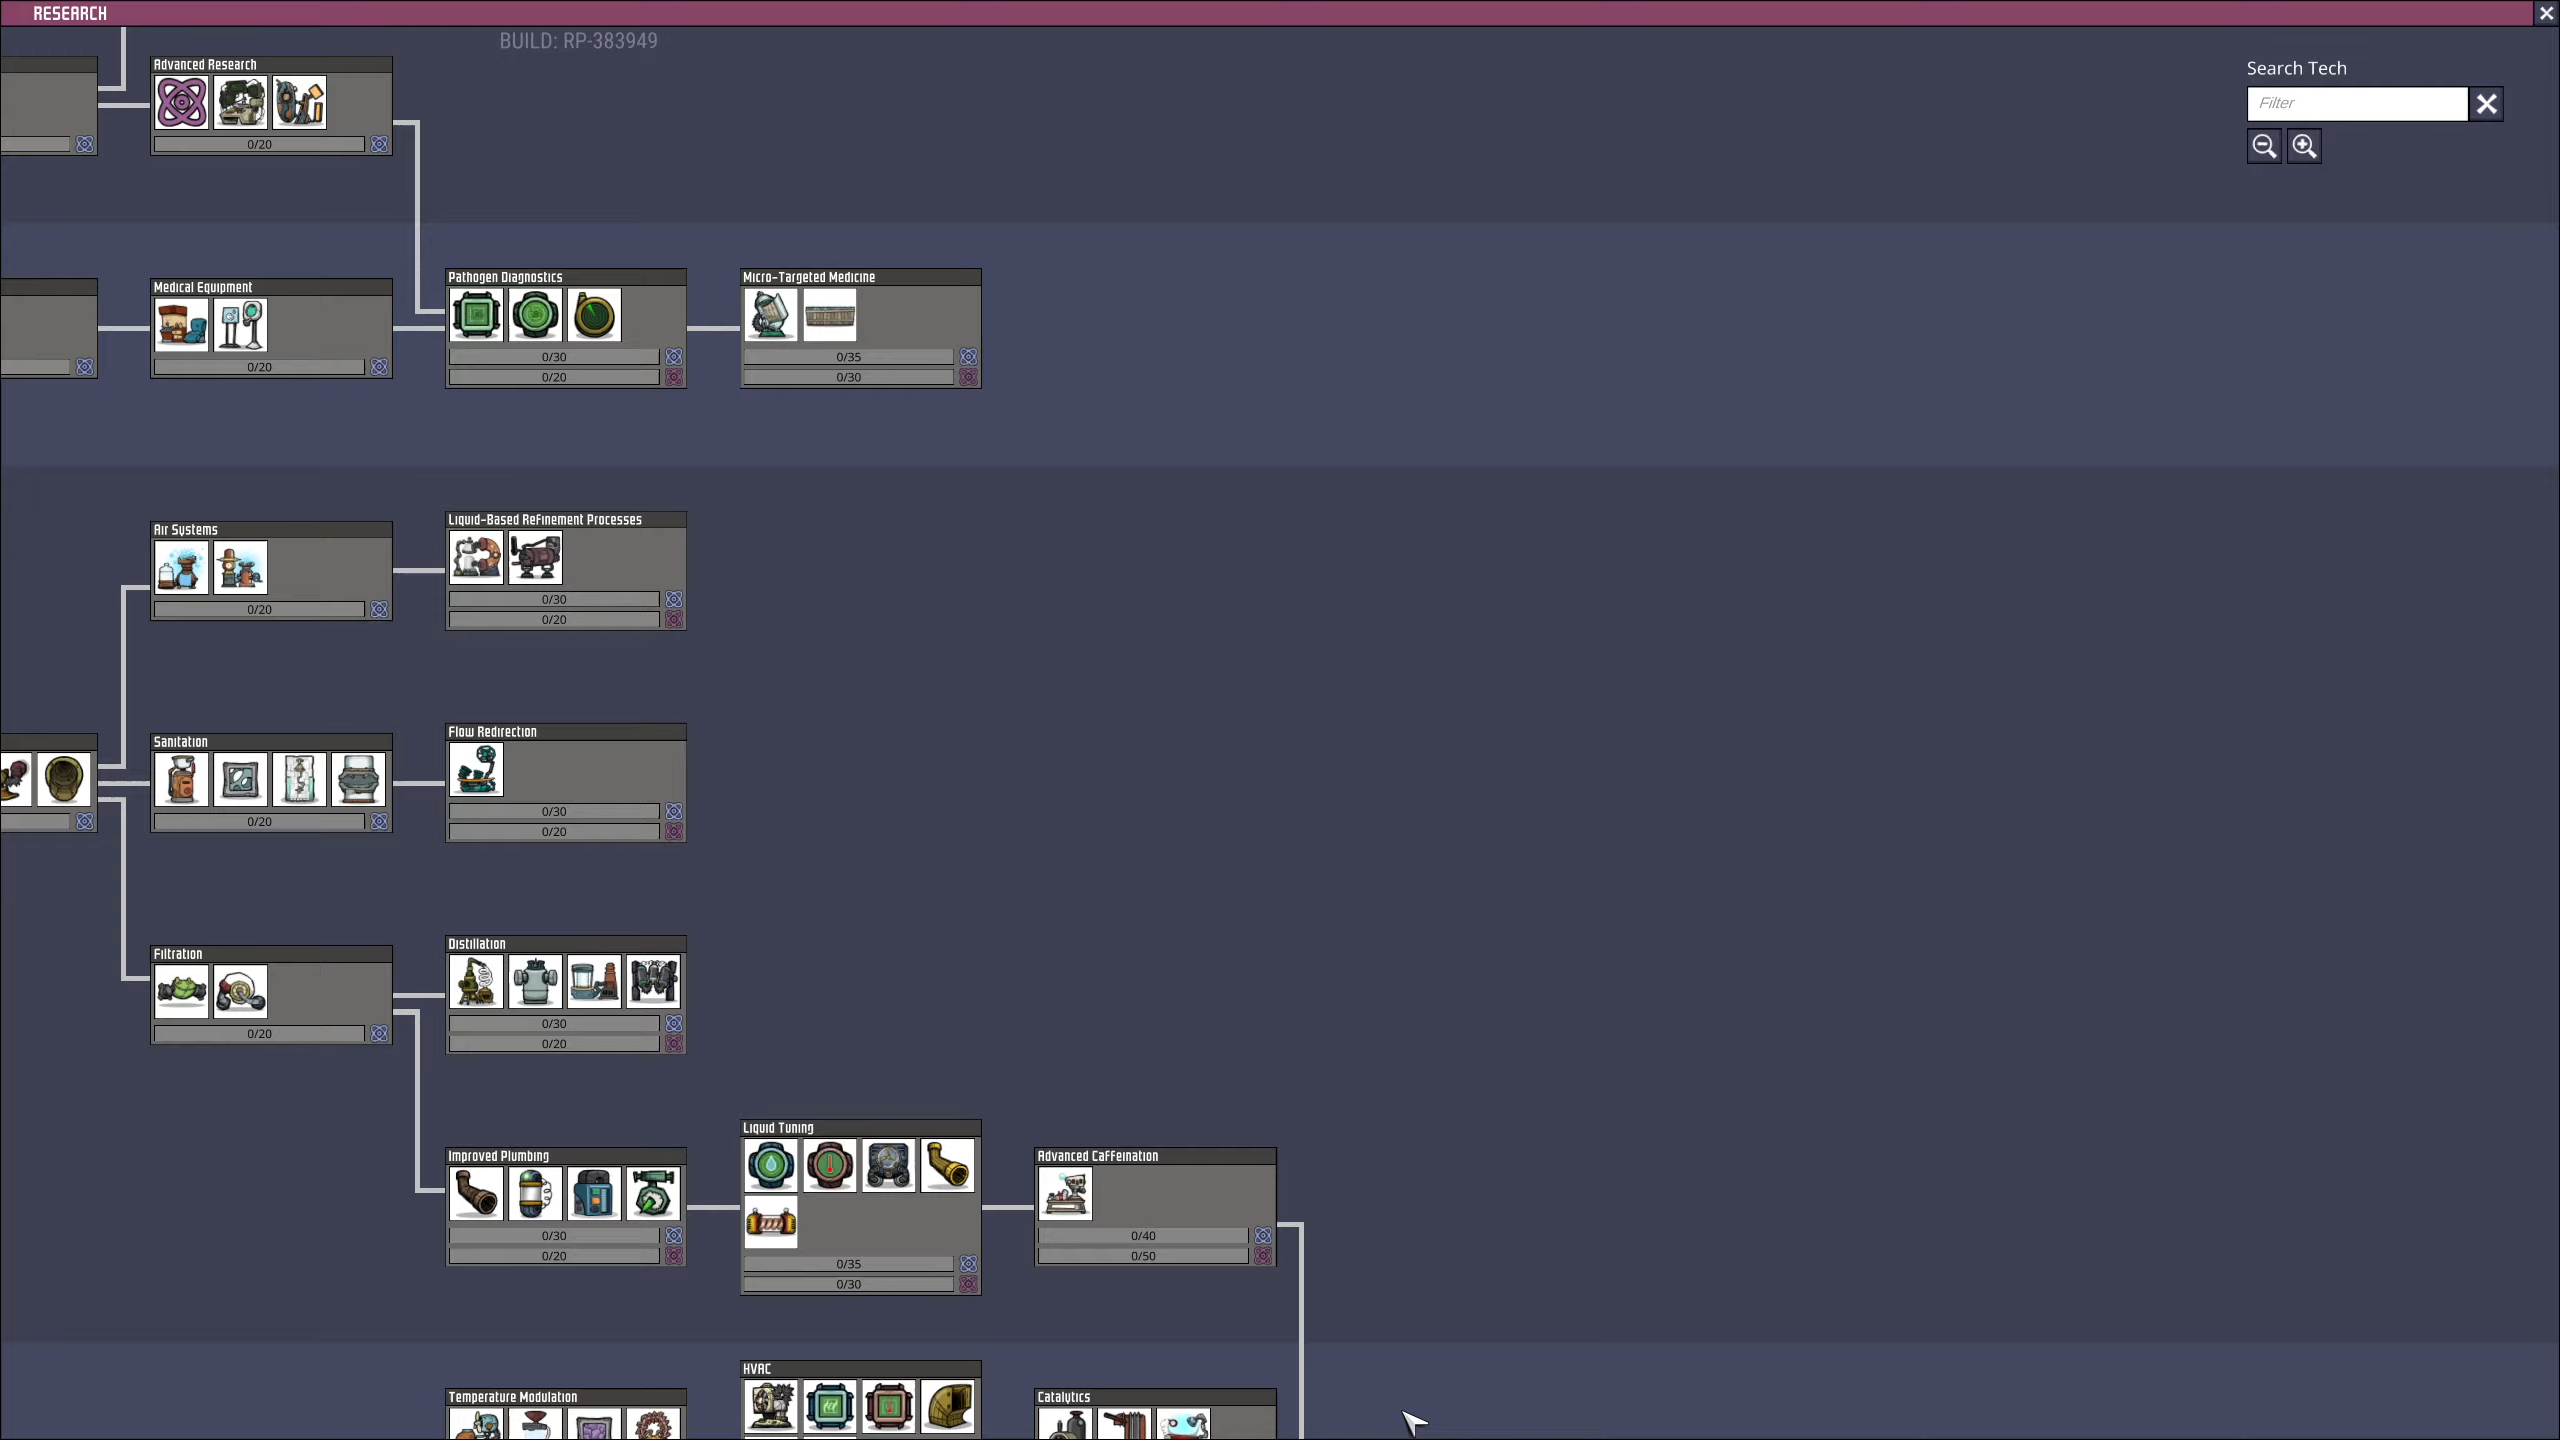 RESEARCH
BUILD: RP-383949
Search Tech
Filter
Advanced Research
0/20
Medical Equipment
0/20
Pathogen Diagnostics
0/30
0/20
Micro-Targeted Medicine
0/35
0/30
Air Systems
0/20
Liquid-Based Refinement Processes
0/30
0/20
Sanitation
0/20
Flow Redirection
0/30
0/20
Filtration
0/20
Distillation
0/30
0/20
Improved Plumbing
0/30
0/20
Liquid Tuning
0/35
0/30
Advanced Caffeination
0/40
0/50
Temperature Modulation
HVAC
Catalytics